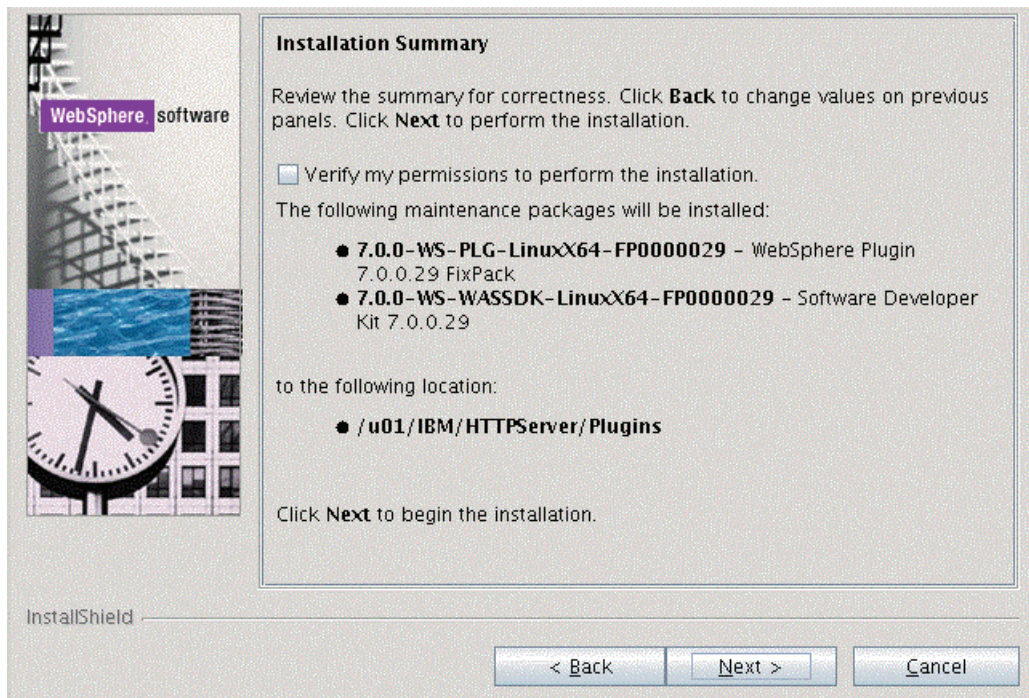 WebSphere. software
Installation Summary
Review the summary for correctness. Click Back to change values on previous
panels. Click Next to perform the installation.
Verify my permissions to perform the installation.
The following maintenance packages will be installed:
● 7.0.0-WS-PLG-LinuxX64-FP0000029 – WebSphere Plugin
7.0.0.29 FixPack
● 7.0.0-WS-WASSDK-LinuxX64-FP0000029 – Software Developer
Kit 7.0.0.29
to the following location:
● /u01/IBM/HTTPServer/Plugins
Click Next to begin the installation.
InstallShield
< Back
Next >
Cancel